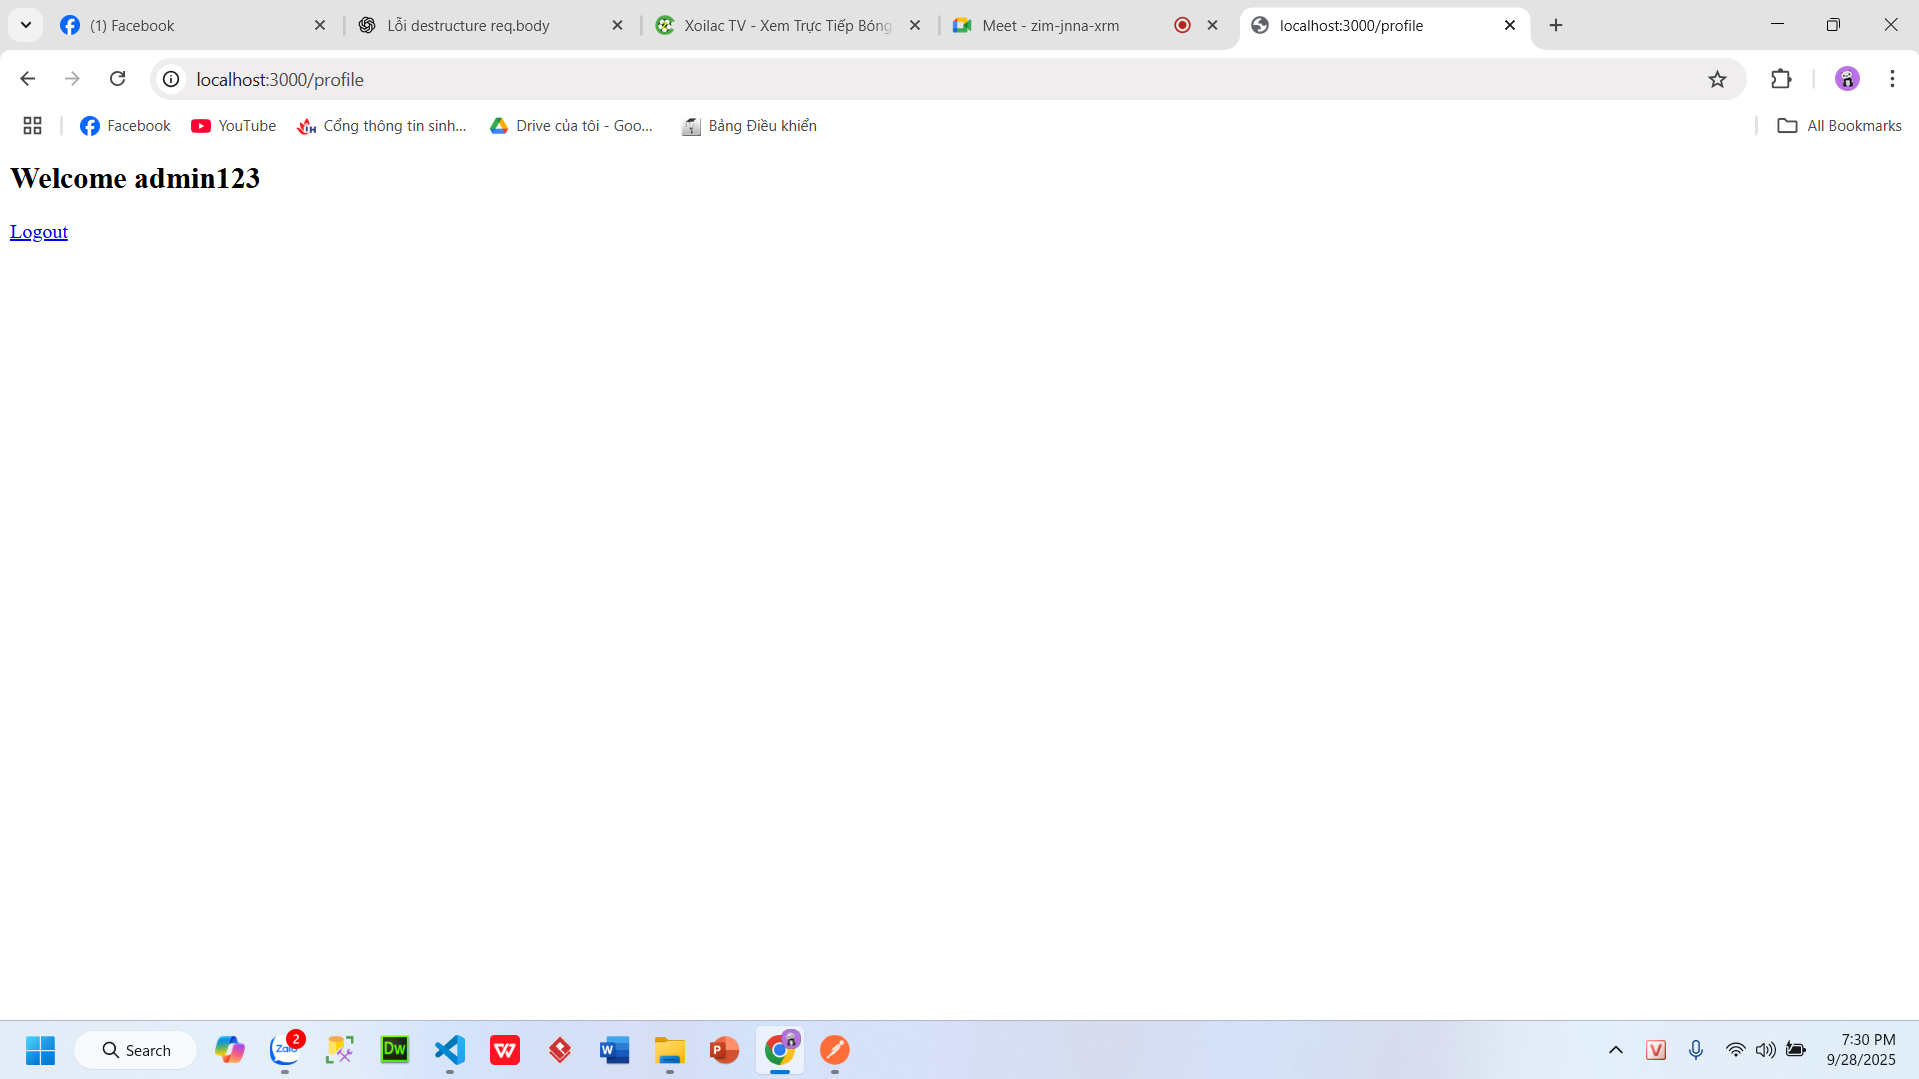 (1) Facebook
Lỗi destructure req.body
Xoilac TV - Xem Trực Tiếp Bóng
Meet - zim-jnna-xrm
localhost:3000/profile
localhost:3000/profile
Facebook
YouTube
Cổng thông tin sinh...
Drive của tôi - Goo...
Bảng Điều khiển
All Bookmarks
Welcome admin123
Logout
Search
Zalo
2
Dw
W
P
V
7:30 PM
9/28/2025